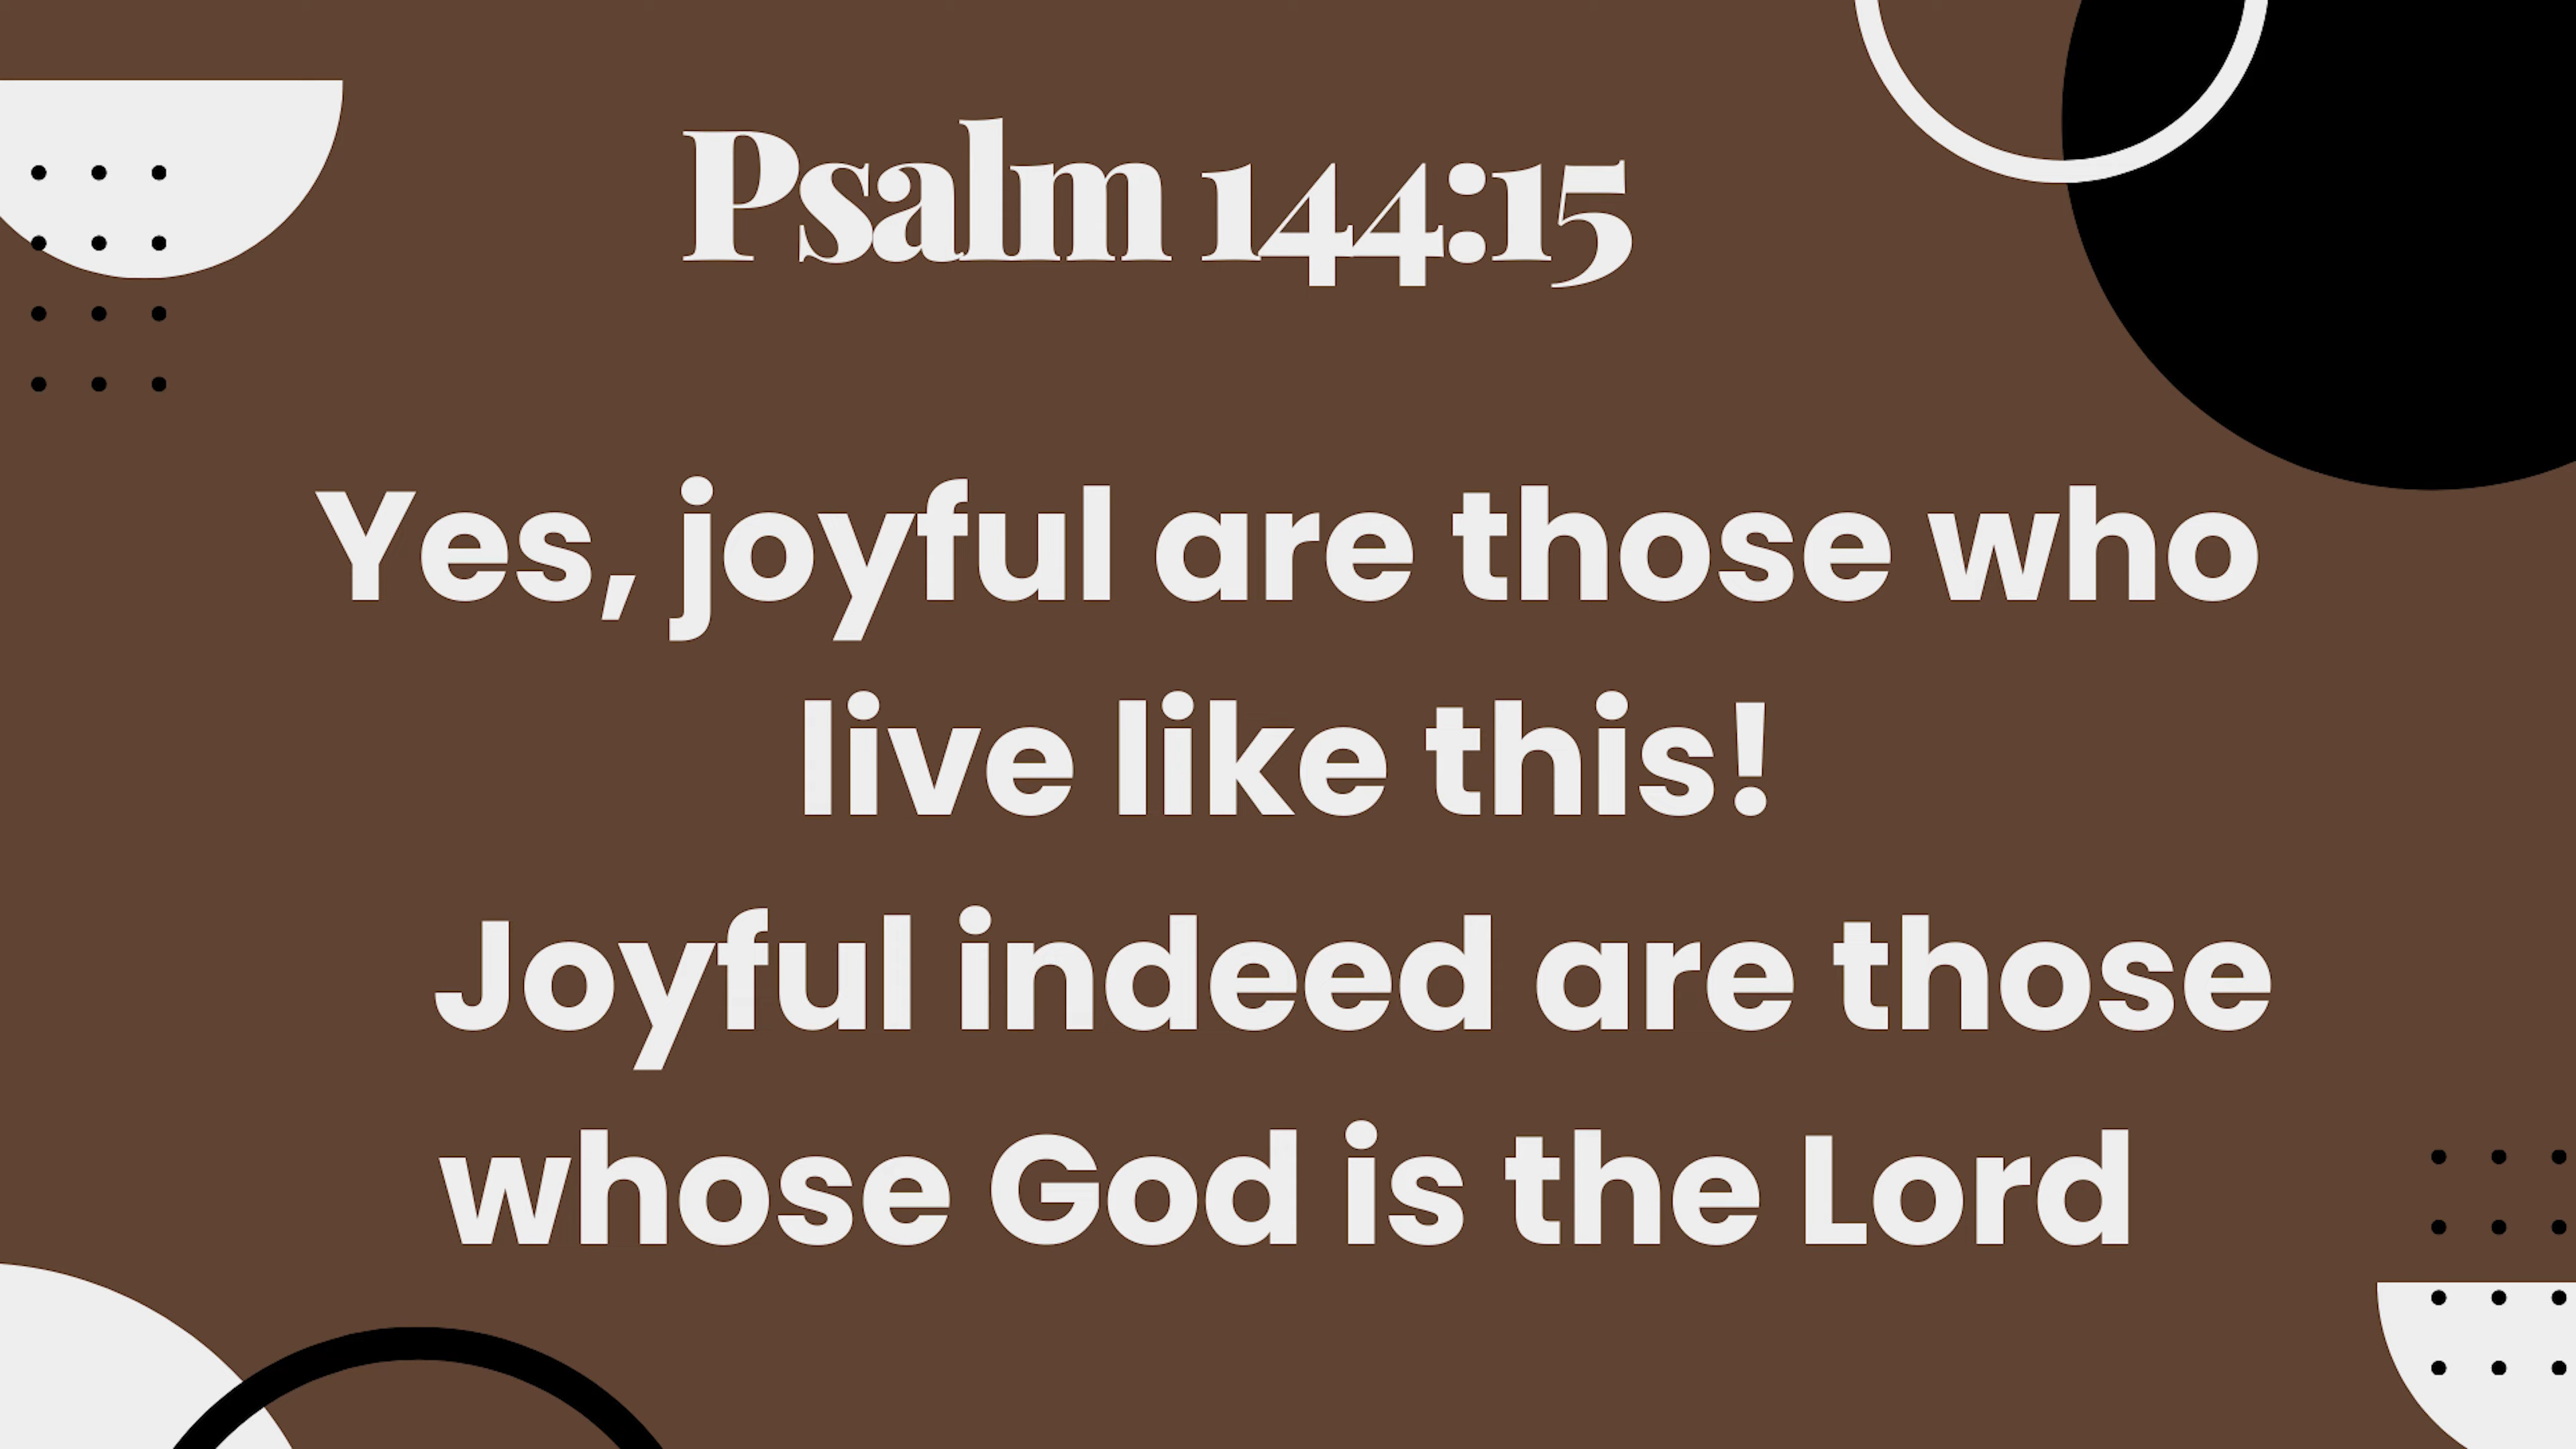 Psalm 144:15
Yes, joyful are those who
live like this!
Joyful indeed are those
whose God is the Lord